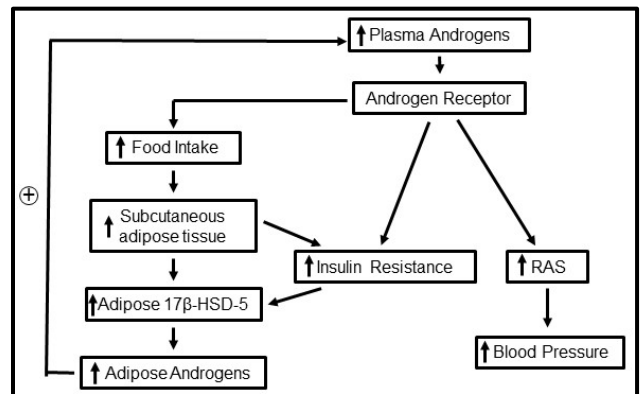 Plasma Androgens
Androgen Receptor
Food Intake
+
Subcutaneous
adipose tissue
Insulin Resistance
RAS
Adipose 17β-HSD-5
Blood Pressure
Adipose Androgens